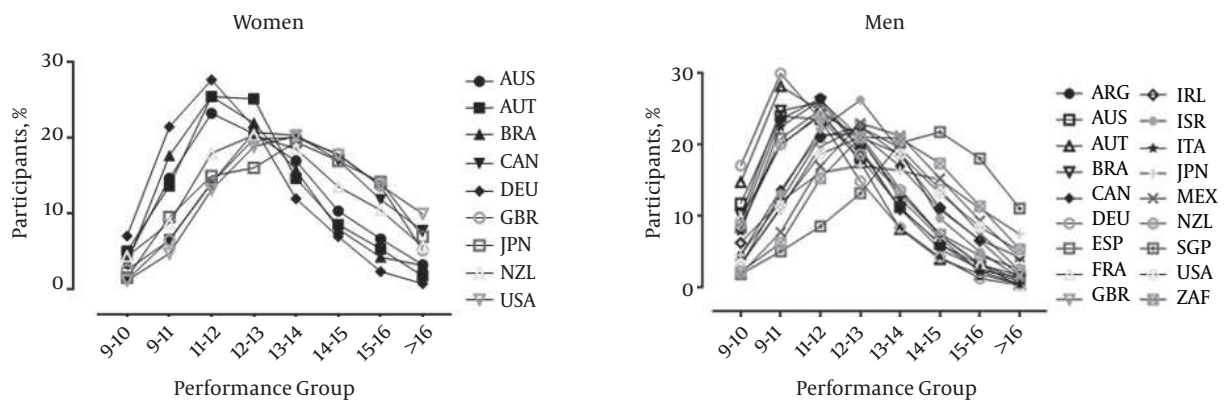 Women
Participants, %
30
20
10
0
9-10
9-11
11-12
12-13
13-14
14-15
15-16
>16
Performance Group
AUS
AUT
BRA
CAN
DEU
GBR
JPN
NZL
USA
Men
Participants, %
30
20
10
0
9-10
9-11
11-12
12-13
13-14
14-15
15-16
>16
Performance Group
ARG
AUS
AUT
BRA
CAN
DEU
ESP
FRA
GBR
IRL
ISR
ITA
JPN
MEX
NZL
SGP
USA
ZAF